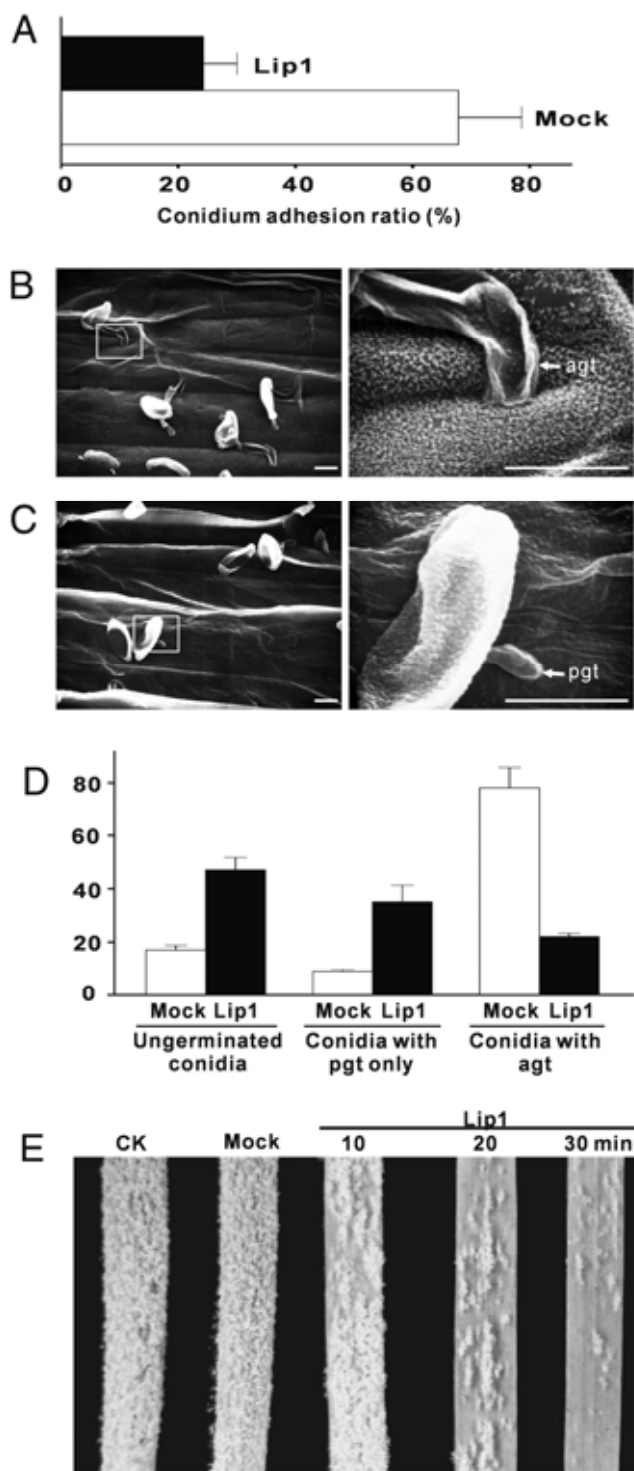 A
Lip1
Mock
0 20 40 60 80
Conidium adhesion ratio (%)
B
agt
C
pgt
D
80
60
40
20
0
Mock Lip1 Mock Lip1 Mock Lip1
Ungerminated conidia
Conidia with pgt only
Conidia with agt
E
Lip1
CK Mock 10 20 30 min